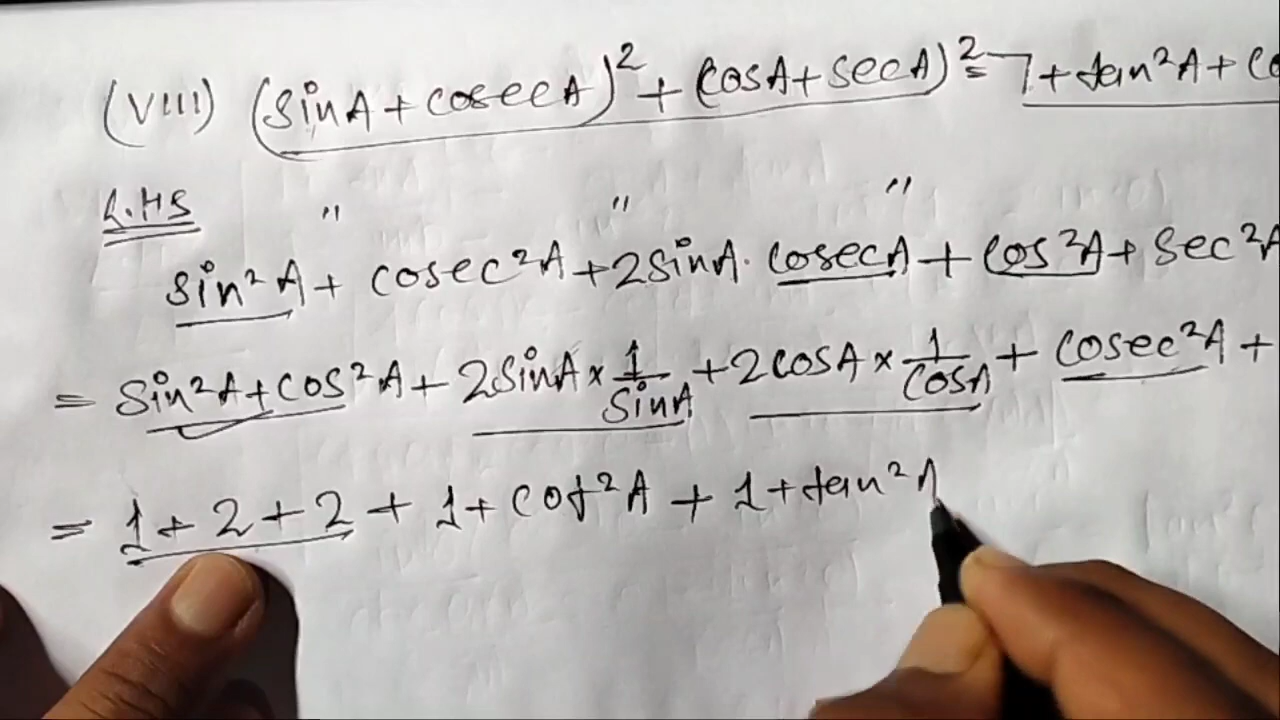 (VIII) (sinA + cosecA)² + (cosA + secA)² = 7 + tan²A + co
L.HS " " "
sin²A + cosec²A + 2sinA. cosecA + cos²A + sec²A
= sin²A + cos²A + 2sinA × 1/sinA + 2cosA × 1/cosA + cosec²A +
= 1 + 2 + 2 + 1 + cot²A + 1 + tan²A